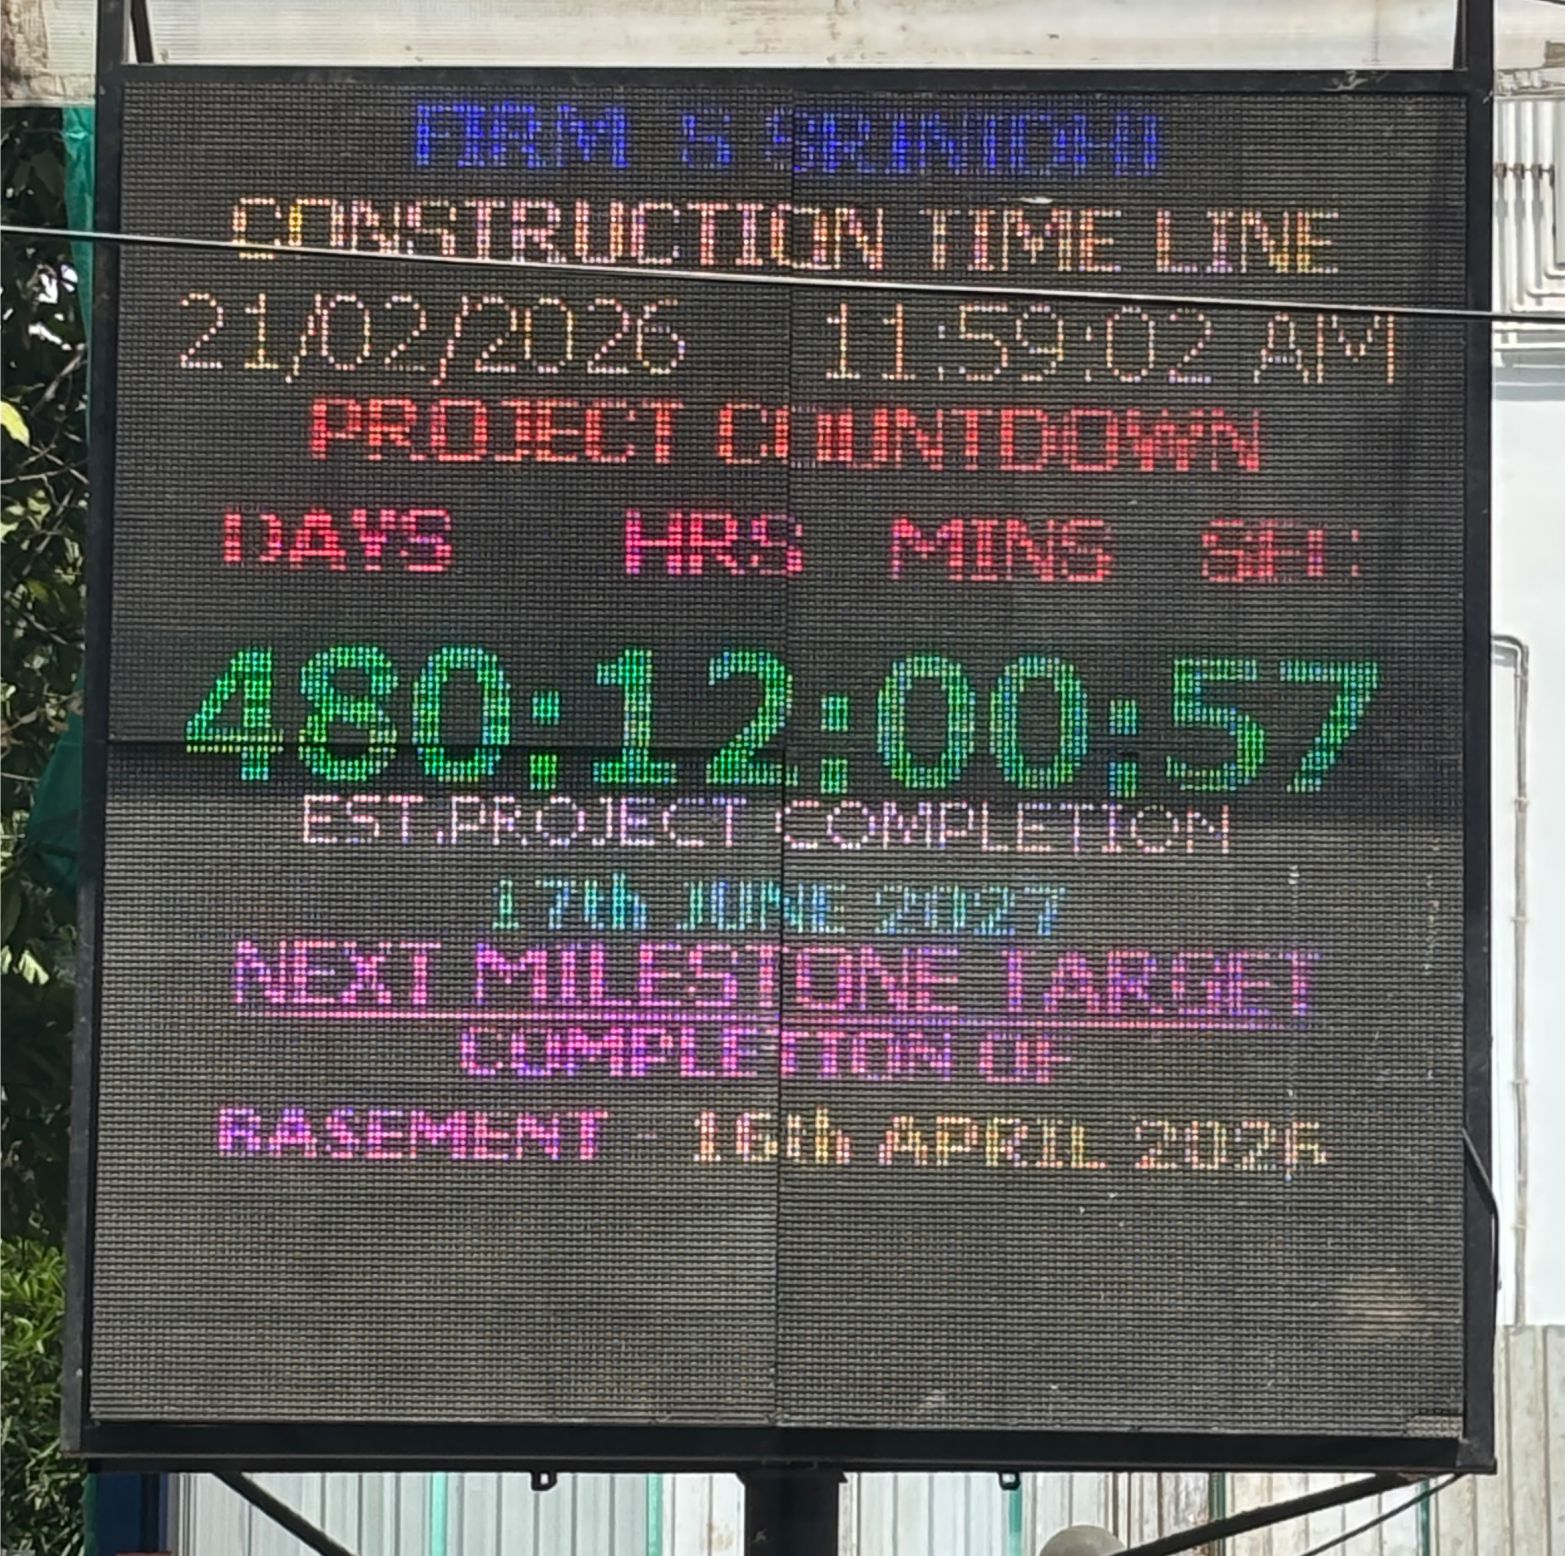 FIRM S SRINIDHI
CONSTRUCTION TIME LINE
21/02/2026 11:59:02 AM
PROJECT COUNTDOWN
DAYS HRS MINS SEC
480:12:00:57
EST.PROJECT COMPLETION
17th JUNE 2027
NEXT MILESTONE TARGET
COMPLETION OF
BASEMENT - 16th APRIL 2026